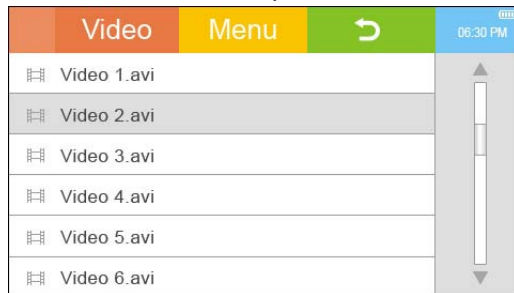 Video Menu 06:30 PM
Video 1.avi
Video 2.avi
Video 3.avi
Video 4.avi
Video 5.avi
Video 6.avi